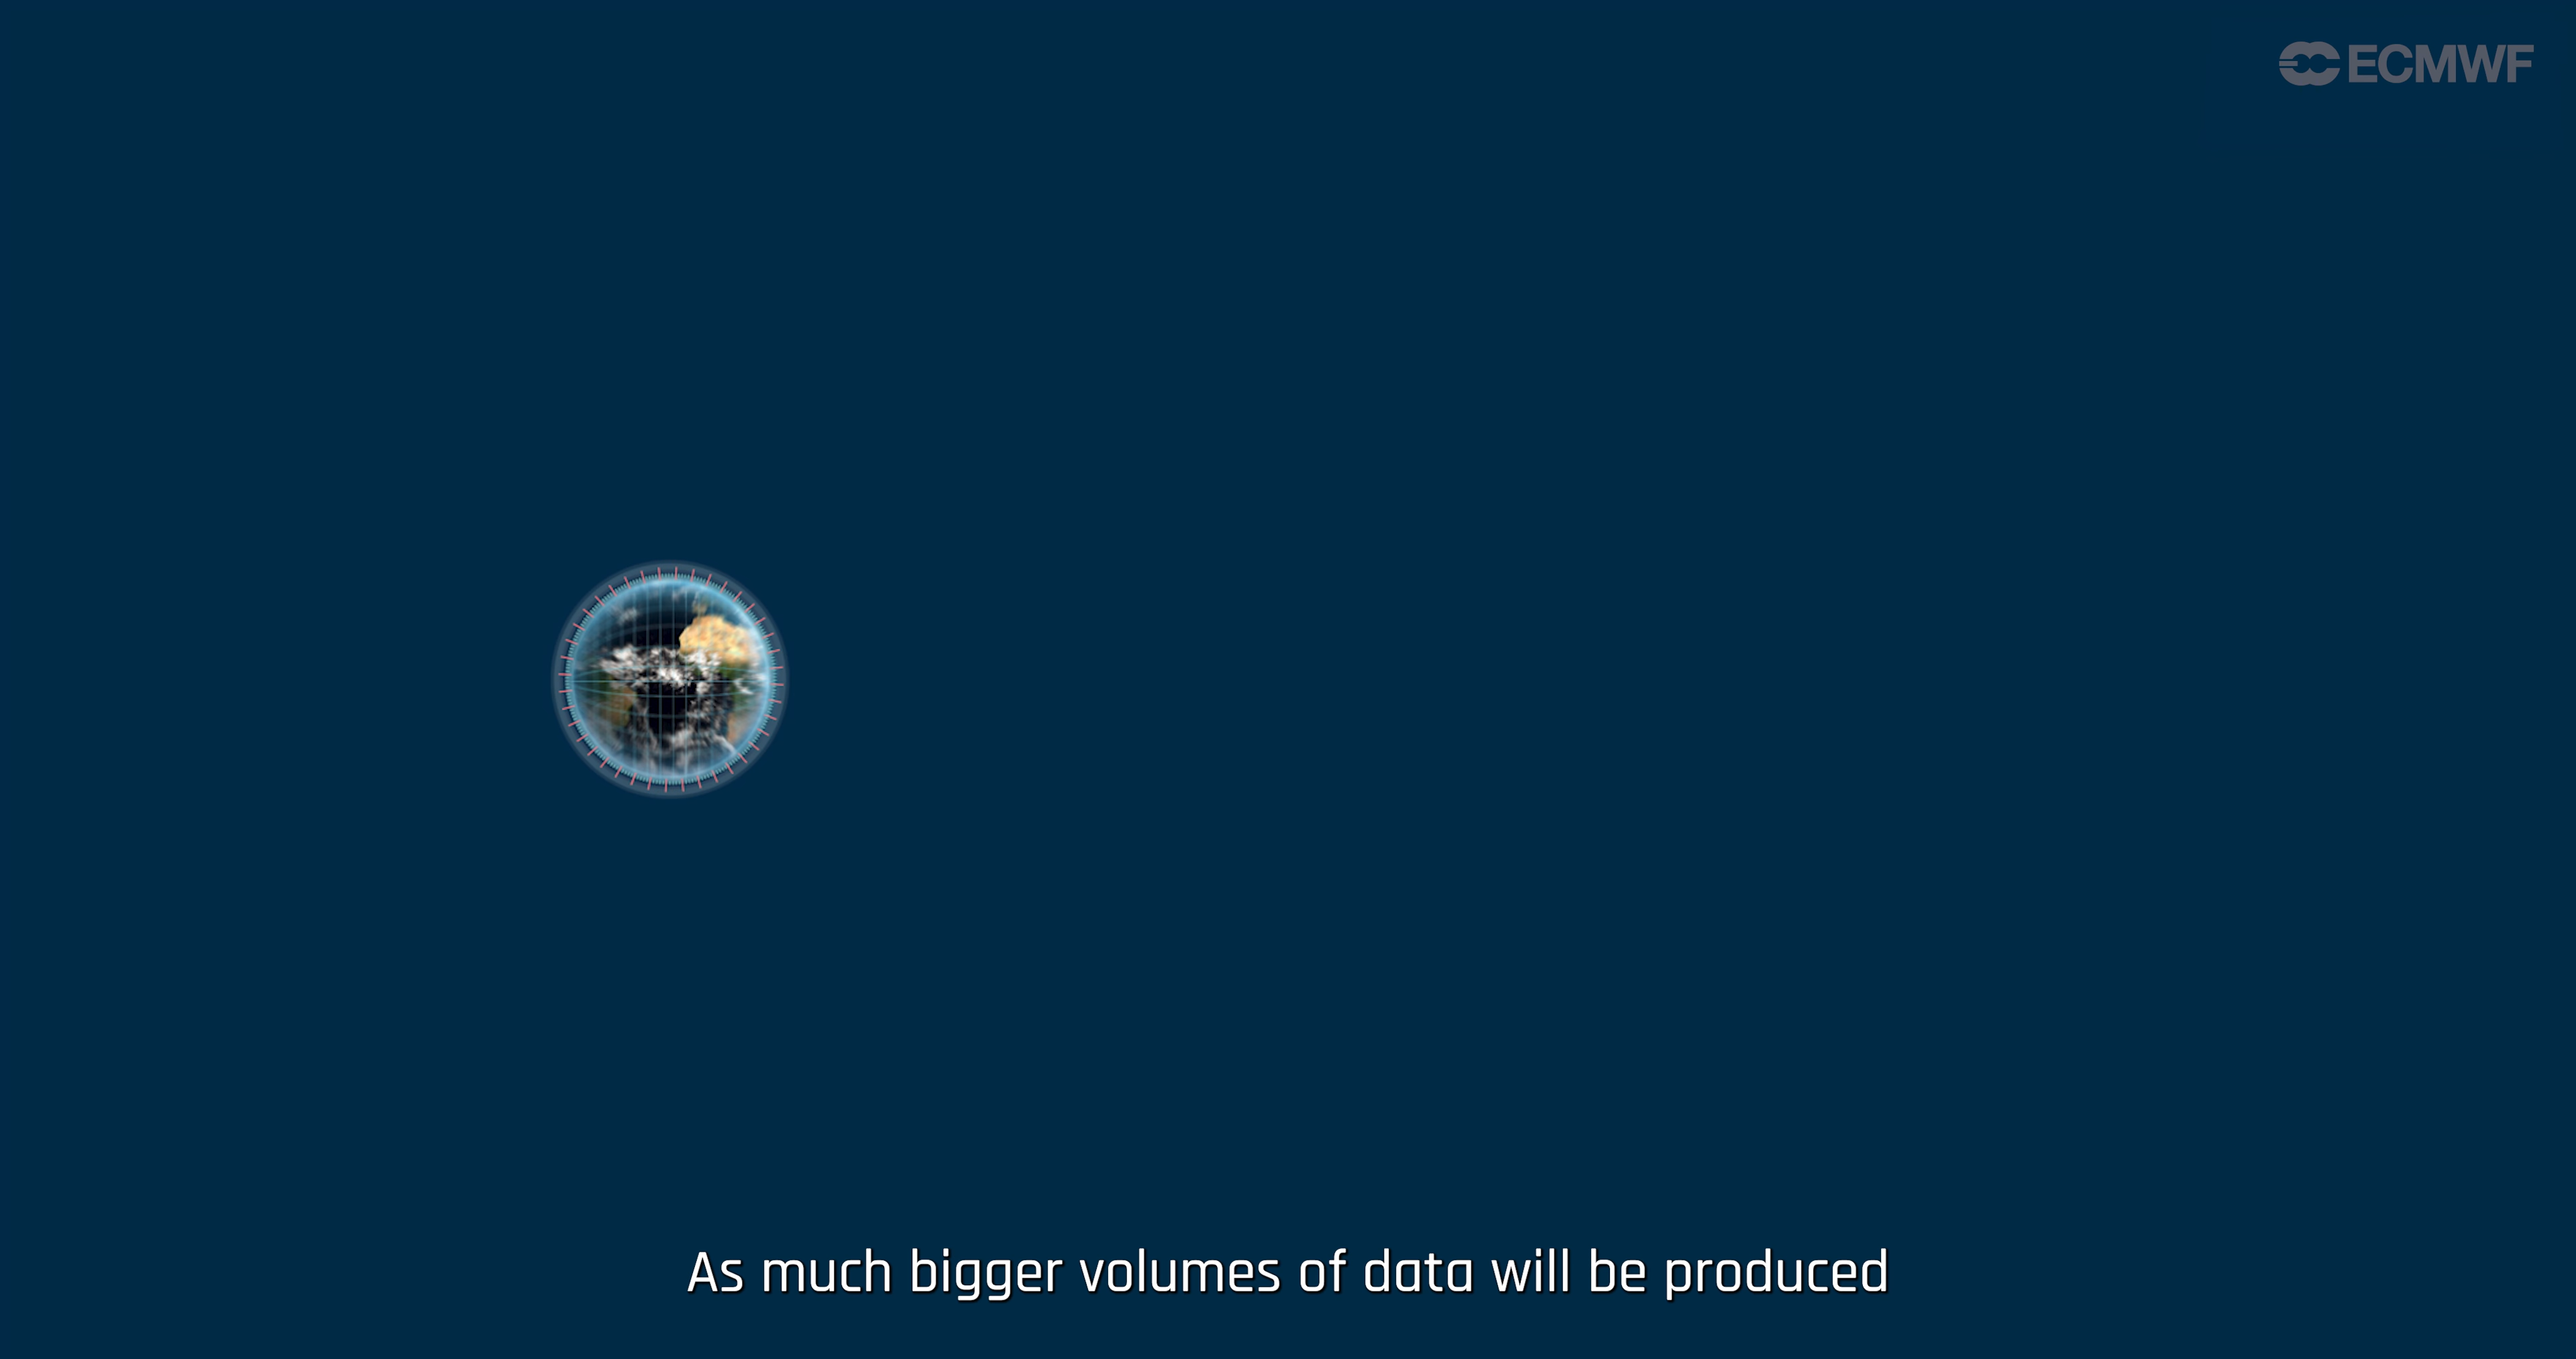 ECMWF
As much bigger volumes of data will be produced